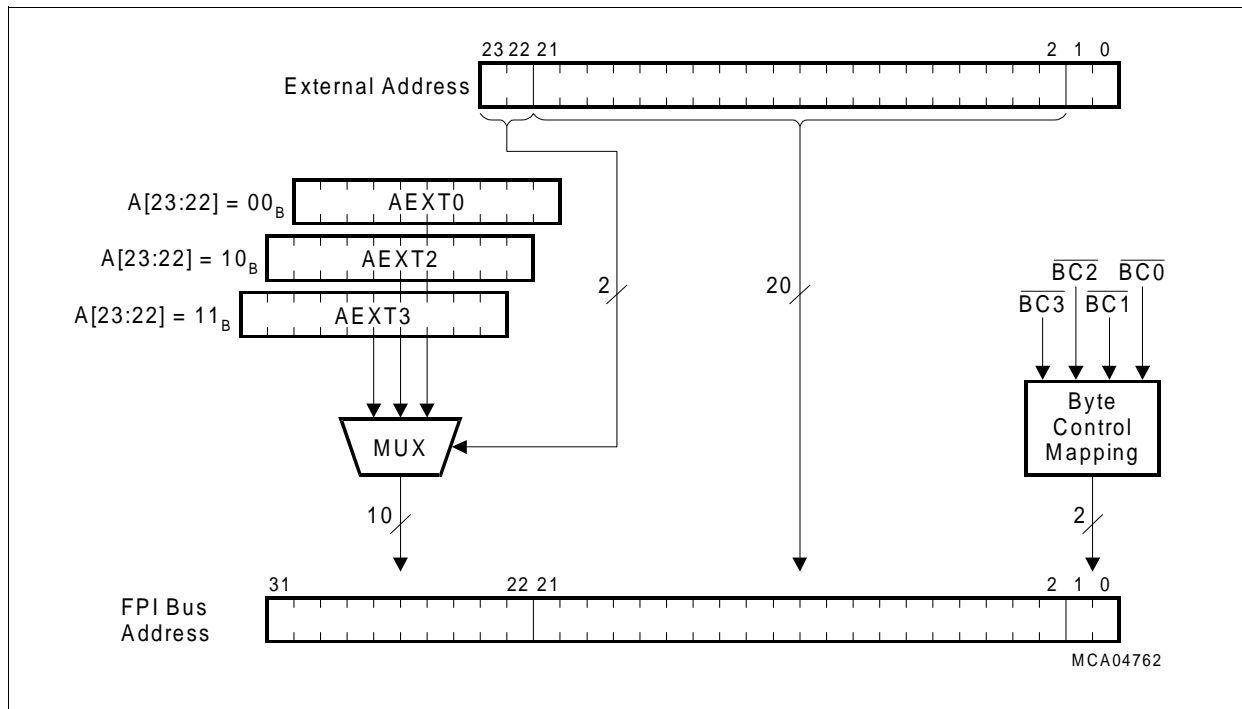 23 22 21 2 1 0
External Address
A[23:22] = 00B AEXT0
A[23:22] = 10B AEXT2
A[23:22] = 11B AEXT3
2
20
BC2 BC0
BC3 BC1
Byte
Control
Mapping
MUX
10
2
31 22 21 2 1 0
FPI Bus
Address
MCA04762